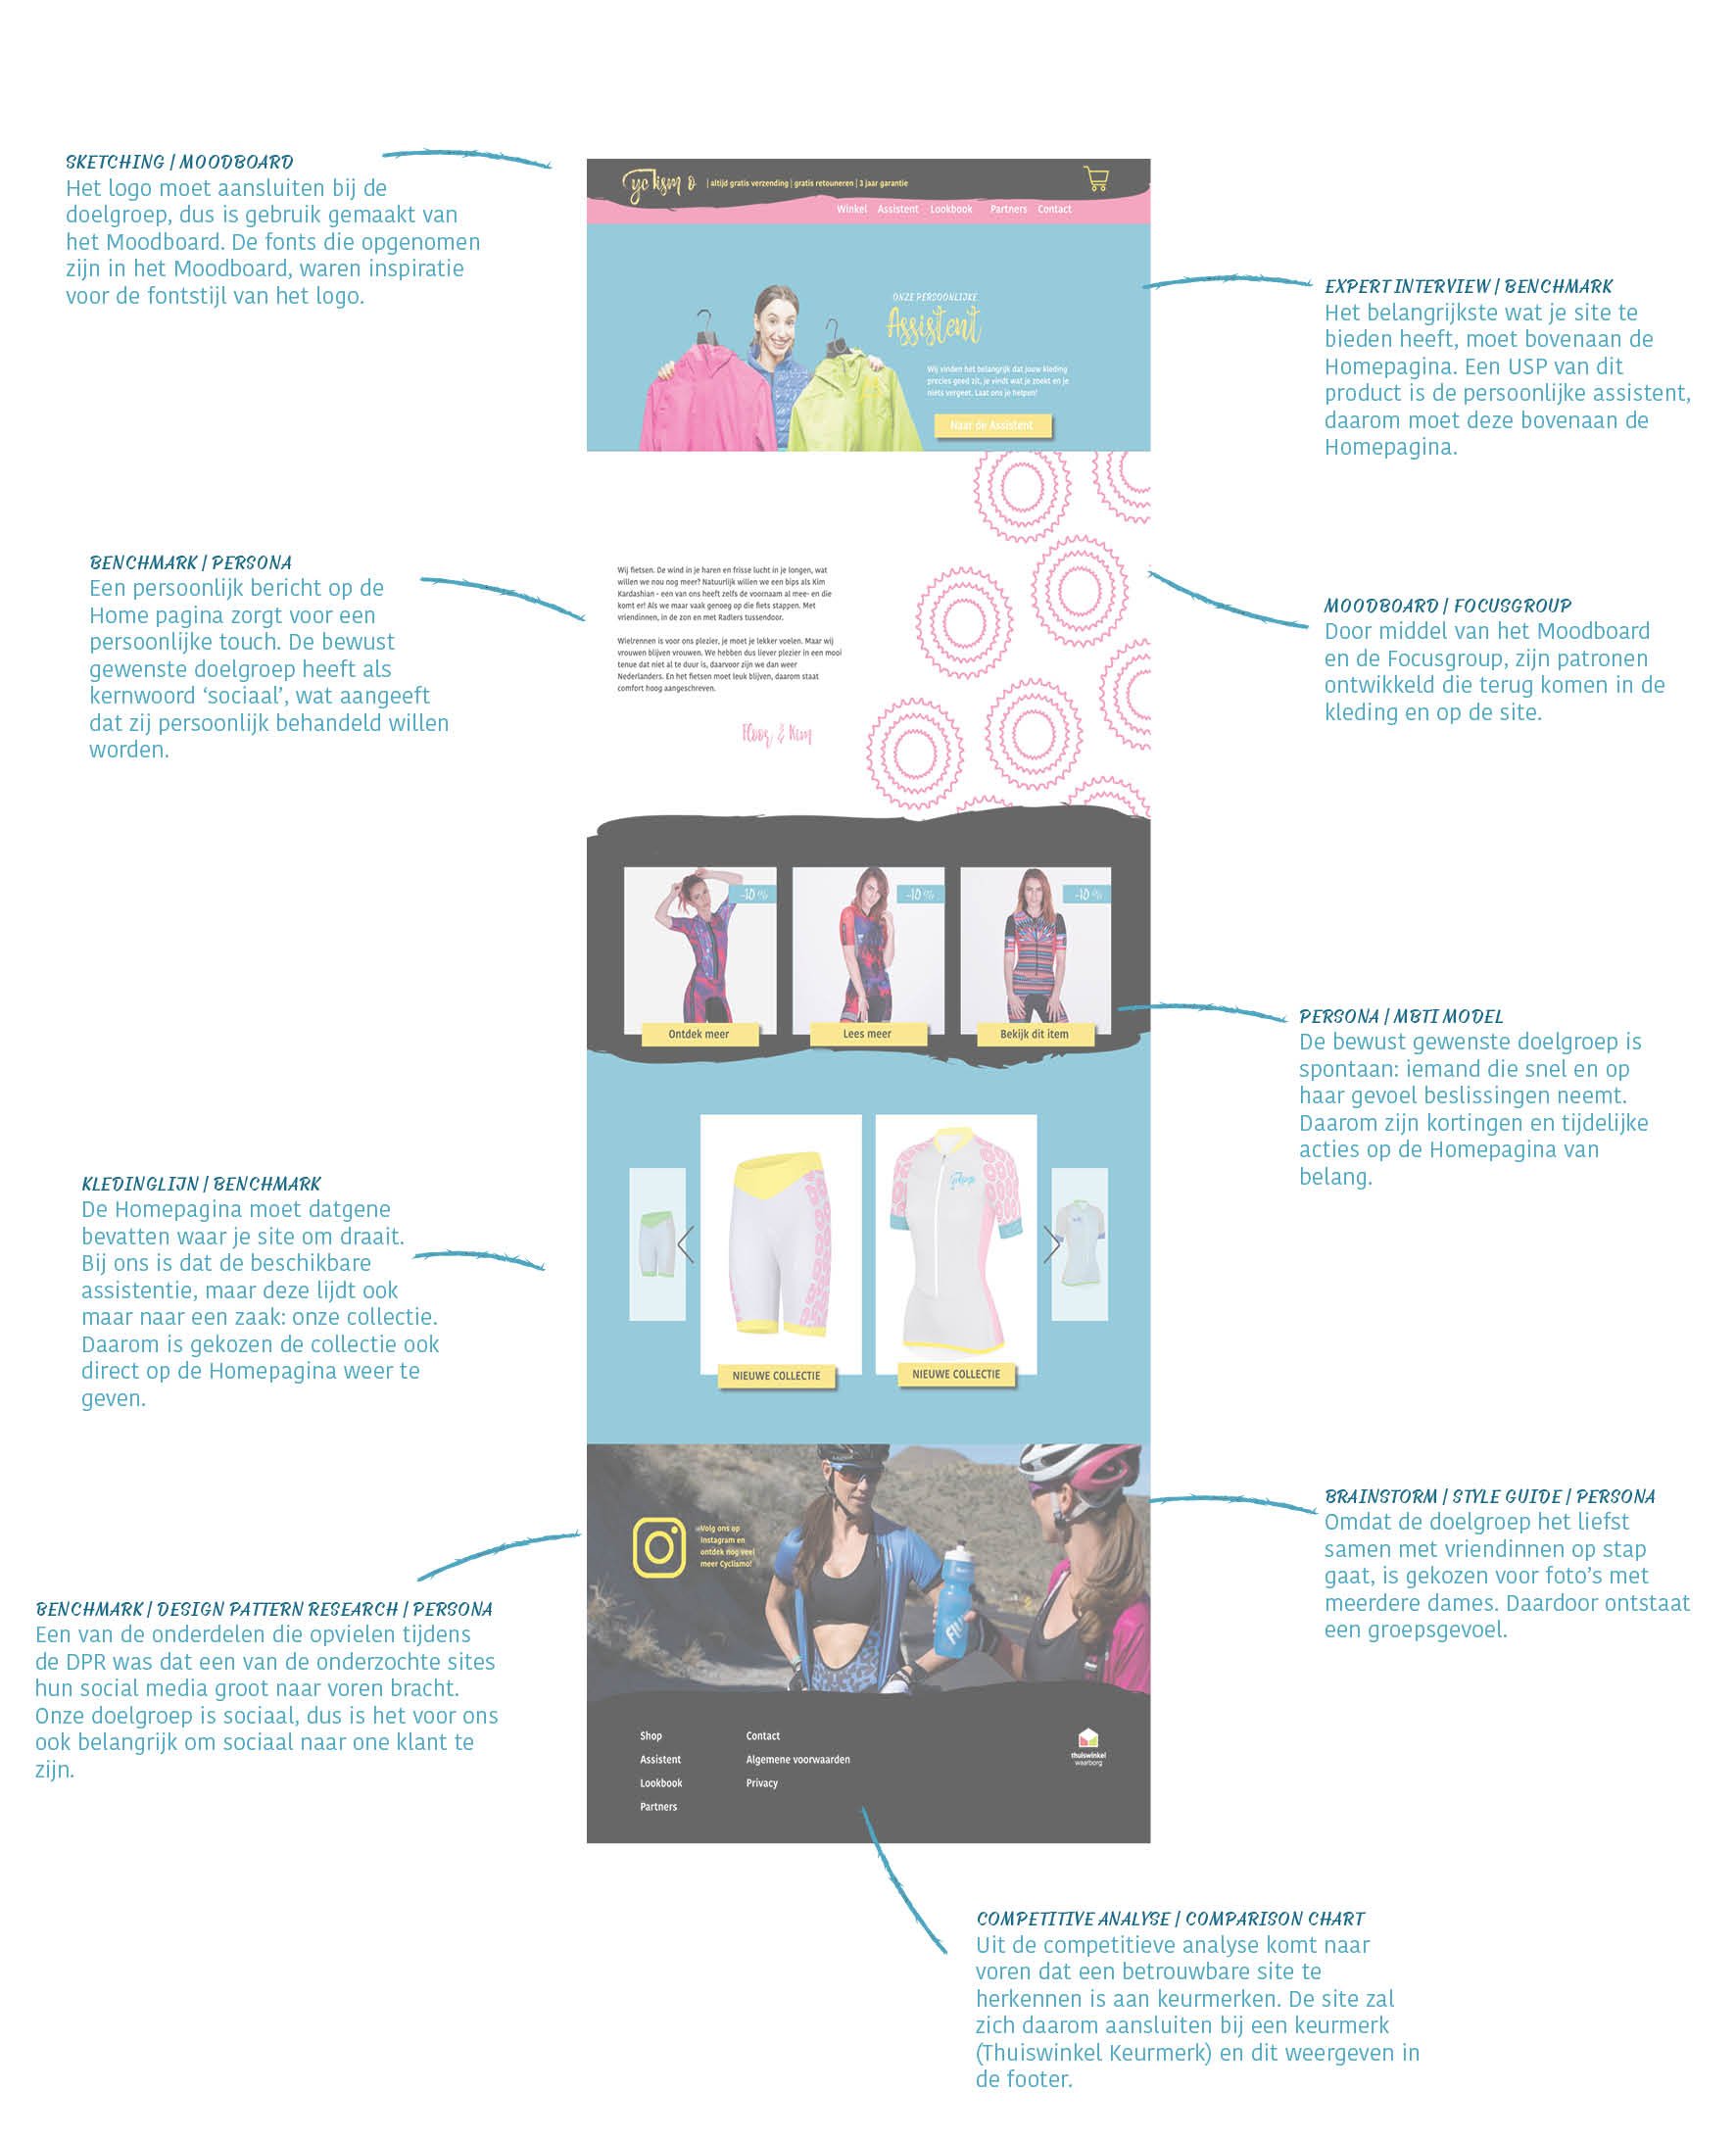 SKETCHING / MOODBOARD
Het logo moet aansluiten bij de
doelgroep, dus is gebruik gemaakt van
het Moodboard. De fonts die opgenomen
zijn in het Moodboard, waren inspiratie
voor de fontstijl van het logo.
| altijd gratis verzending | gratis retouneren | 3 jaar garantie
Winkel Assistent Lookbook Partners Contact
ONZE PERSOONLIJKE
Assistent
Wij vinden het belangrijk dat jouw kleding
precies goed zit, je vindt wat je zoekt en je
niets vergeet. Laat ons je helpen!
Naar de Assistent
EXPERT INTERVIEW / BENCHMARK
Het belangrijkste wat je site te
bieden heeft, moet bovenaan de
Homepagina. Een USP van dit
product is de persoonlijke assistent,
daarom moet deze bovenaan de
Homepagina.
BENCHMARK / PERSONA
Een persoonlijk bericht op de
Home pagina zorgt voor een
persoonlijke touch. De bewust
gewenste doelgroep heeft als
kernwoord ‘sociaal’, wat aangeeft
dat zij persoonlijk behandeld willen
worden.
Wij fietsen. De wind in je haren en frisse lucht in je longen, wat
willen we nou nog meer? Natuurlijk willen we een bips als Kim
Kardashian - een van ons heeft zelfs de voornaam al mee- en die
komt er! Als we maar vaak genoeg op die fiets stappen. Met
vriendinnen, in de zon en met Radlers tussendoor.
Wielrennen is voor ons plezier, je moet je lekker voelen. Maar wij
vrouwen blijven vrouwen. We hebben dus liever plezier in een mooi
tenue dat niet al te duur is, daarvoor zijn we dan weer
Nederlanders. En het fietsen moet leuk blijven, daarom staat
comfort hoog aangeschreven.
Floor & Kim
MOODBOARD / FOCUSGROUP
Door middel van het Moodboard
en de Focusgroup, zijn patronen
ontwikkeld die terug komen in de
kleding en op de site.
-10 %
-10 %
-10 %
Ontdek meer
Lees meer
Bekijk dit item
PERSONA / MBTI MODEL
De bewust gewenste doelgroep is
spontaan: iemand die snel en op
haar gevoel beslissingen neemt.
Daarom zijn kortingen en tijdelijke
acties op de Homepagina van
belang.
KLEDINGLIJN / BENCHMARK
De Homepagina moet datgene
bevatten waar je site om draait.
Bij ons is dat de beschikbare
assistentie, maar deze lijdt ook
maar naar een zaak: onze collectie.
Daarom is gekozen de collectie ook
direct op de Homepagina weer te
geven.
NIEUWE COLLECTIE
NIEUWE COLLECTIE
Volg ons op
Instagram en
ontdek nog veel
meer Cyclismo!
BRAINSTORM / STYLE GUIDE / PERSONA
Omdat de doelgroep het liefst
samen met vriendinnen op stap
gaat, is gekozen voor foto’s met
meerdere dames. Daardoor ontstaat
een groepsgevoel.
BENCHMARK / DESIGN PATTERN RESEARCH / PERSONA
Een van de onderdelen die opvielen tijdens
de DPR was dat een van de onderzochte sites
hun social media groot naar voren bracht.
Onze doelgroep is sociaal, dus is het voor ons
ook belangrijk om sociaal naar one klant te
zijn.
Shop
Assistent
Lookbook
Partners
Contact
Algemene voorwaarden
Privacy
thuiswinkel
waarborg
COMPETITIVE ANALYSE / COMPARISON CHART
Uit de competitieve analyse komt naar
voren dat een betrouwbare site te
herkennen is aan keurmerken. De site zal
zich daarom aansluiten bij een keurmerk
(Thuiswinkel Keurmerk) en dit weergeven in
de footer.